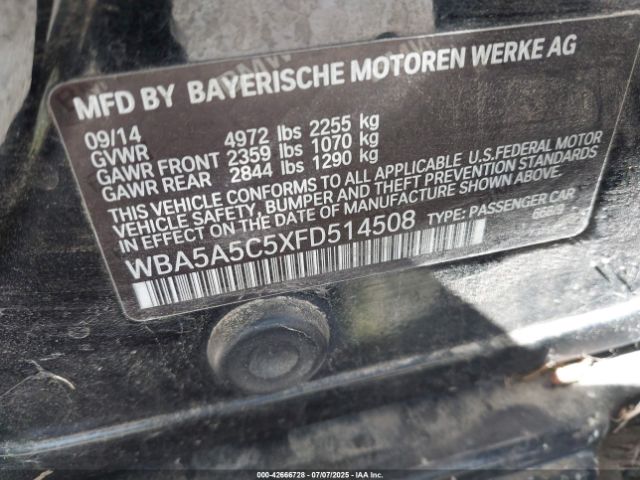 MFD BY BAYERISCHE MOTOREN WERKE AG
09/14
GVWR 4972 lbs 2255 kg
GAWR FRONT 2359 lbs 1070 kg
GAWR REAR 2844 lbs 1290 kg
THIS VEHICLE CONFORMS TO ALL APPLICABLE U.S.FEDERAL MOTOR
VEHICLE SAFETY, BUMPER AND THEFT PREVENTION STANDARDS
IN EFFECT ON THE DATE OF MANUFACTURE SHOWN ABOVE.
WBA5A5C5XFD514508 TYPE: PASSENGER CAR
000-42666728 07/07/2025 - IAA Inc.